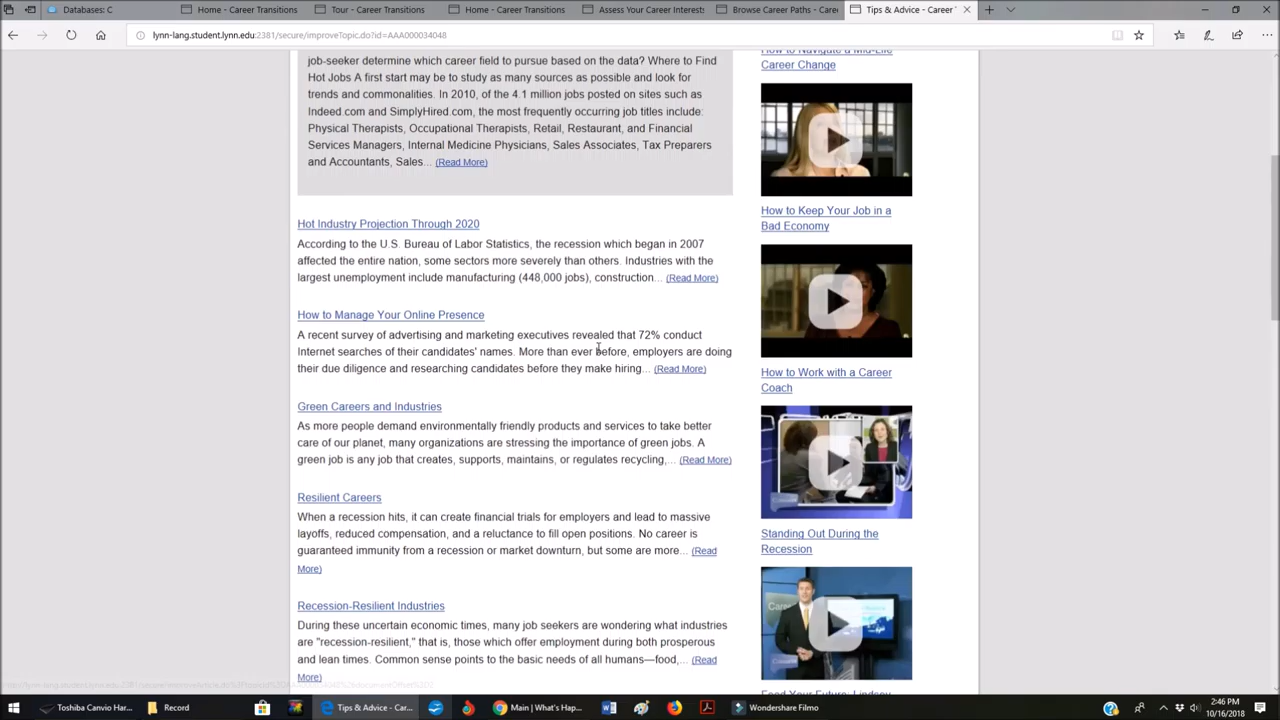 Databases: C
Home - Career Transitions
Tour - Career Transitions
Home - Career Transitions
Assess Your Career Interests
Browse Career Paths - Care
Tips & Advice - Career
lynn-lang.student.lynn.edu:2381/secure/improveTopic.do?id=AAA000034048
job-seeker determine which career field to pursue based on the data? Where to Find
Hot Jobs A first start may be to study as many sources as possible and look for
trends and commonalities. In 2010, of the 4.1 million jobs posted on sites such as
Indeed.com and SimplyHired.com, the most frequently occurring job titles include:
Physical Therapists, Occupational Therapists, Retail, Restaurant, and Financial
Services Managers, Internal Medicine Physicians, Sales Associates, Tax Preparers
and Accountants, Sales... (Read More)
Hot Industry Projection Through 2020
According to the U.S. Bureau of Labor Statistics, the recession which began in 2007
affected the entire nation, some sectors more severely than others. Industries with the
largest unemployment include manufacturing (448,000 jobs), construction... (Read More)
How to Manage Your Online Presence
A recent survey of advertising and marketing executives revealed that 72% conduct
Internet searches of their candidates' names. More than ever before, employers are doing
their due diligence and researching candidates before they make hiring... (Read More)
Green Careers and Industries
As more people demand environmentally friendly products and services to take better
care of our planet, many organizations are stressing the importance of green jobs. A
green job is any job that creates, supports, maintains, or regulates recycling,... (Read More)
Resilient Careers
When a recession hits, it can create financial trials for employers and lead to massive
layoffs, reduced compensation, and a reluctance to fill open positions. No career is
guaranteed immunity from a recession or market downturn, but some are more... (Read
More)
Recession-Resilient Industries
During these uncertain economic times, many job seekers are wondering what industries
are "recession-resilient," that is, those which offer employment during both prosperous
and lean times. Common sense points to the basic needs of all humans—food,... (Read
More)
How to Navigate a Mid-Life
Career Change
How to Keep Your Job in a
Bad Economy
How to Work with a Career
Coach
Standing Out During the
Recession
Food Your Future: Lindsey
Toshiba Canvio Har...
Record
Tips & Advice - Car...
Main | What's Hap...
Wondershare Filmo
2:46 PM
10/16/2018